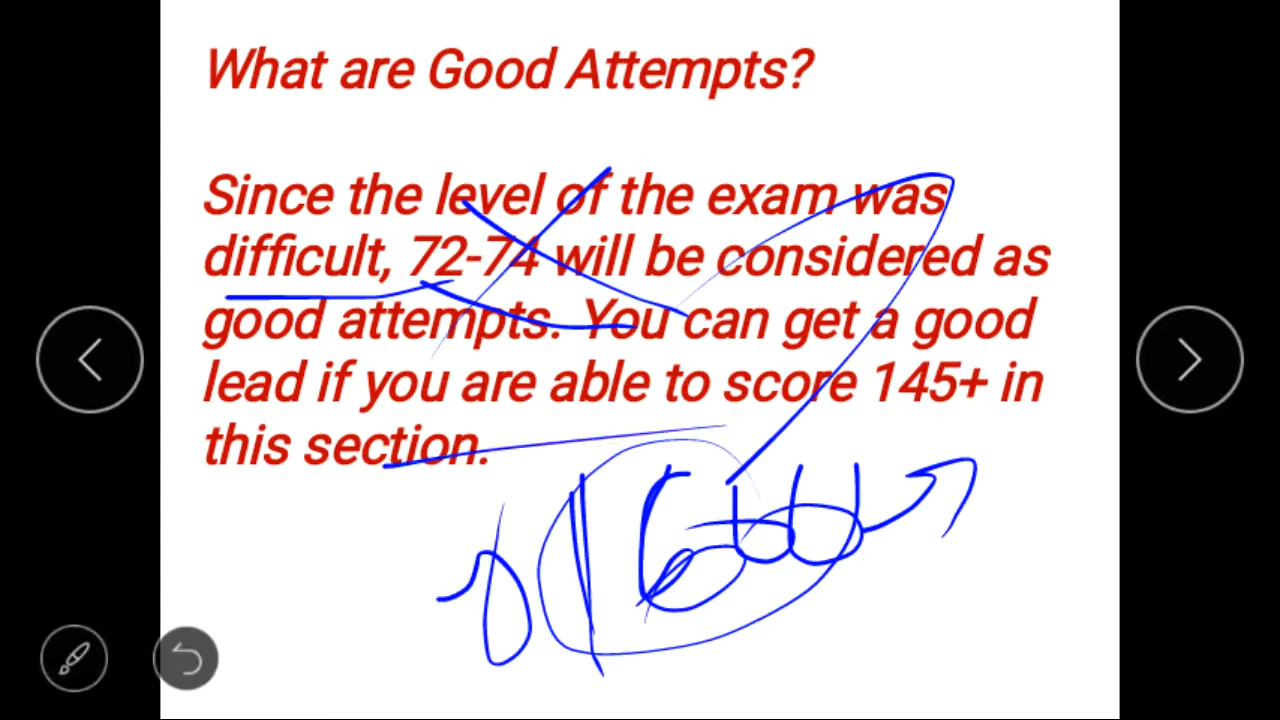 What are Good Attempts?
Since the level of the exam was
difficult, 72-74 will be considered as
good attempts. You can get a good
lead if you are able to score 145+ in
this section.